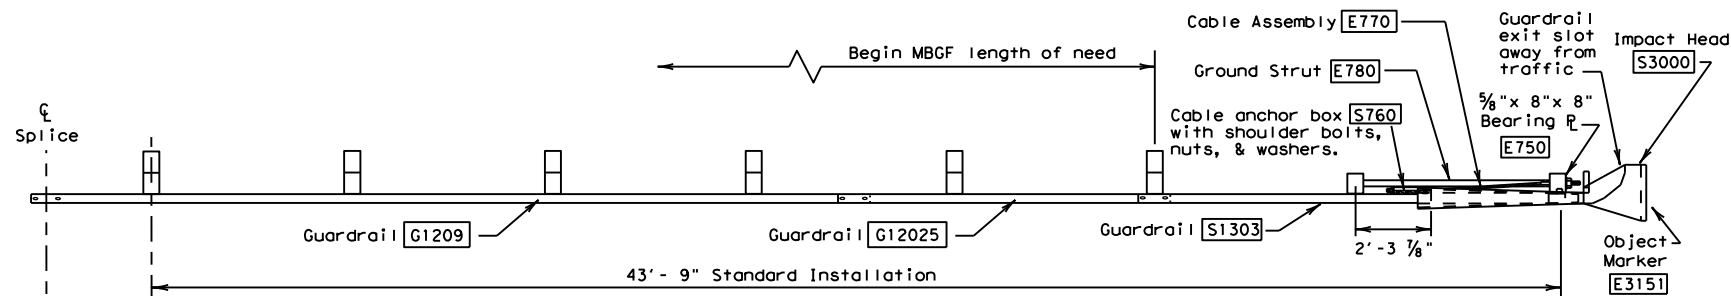 Cable Assembly E770
Guardrail
exit slot
away from
traffic
Impact Head
S3000
Begin MBGF length of need
Ground Strut E780
5/8"x 8"x 8"
Bearing PL
E750
Cable anchor box S760
with shoulder bolts,
nuts, & washers.
CL
Splice
Guardrail G1209
Guardrail G12025
Guardrail S1303
2'-3 7/8"
Object
Marker
E3151
43'- 9" Standard Installation